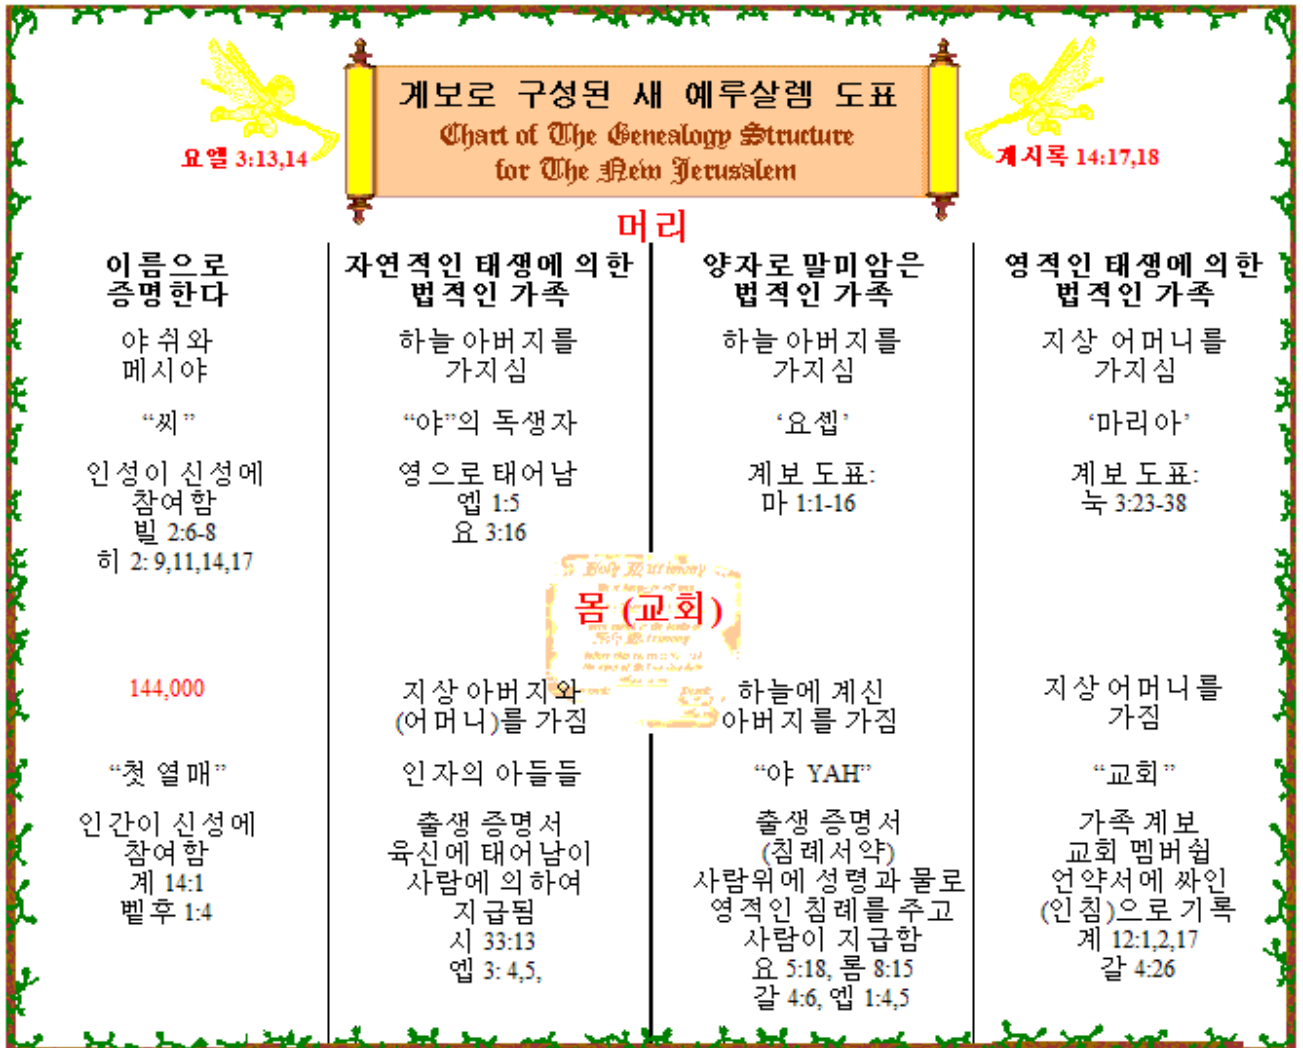 계보로 구성된 새 예루살렘 도표
Chart of The Genealogy Structure
for The New Jerusalem
요엘 3:13,14
계시록 14:17,18
머리
이름으로
증명한다
야쉬와
메시야
“씨”
인성이 신성에
참여함
빌 2:6-8
히 2: 9,11,14,17
자연적인 태생에 의한
법적인 가족
하늘 아버지를
가지심
“야”의 독생자
영으로 태어남
엡 1:5
요 3:16
양자로 말미암은
법적인 가족
하늘 아버지를
가지심
‘요셉’
계보 도표:
마 1:1-16
영적인 태생에 의한
법적인 가족
지상 어머니를
가지심
‘마리아’
계보 도표:
눅 3:23-38
Holy Matrimony
몸 (교회)
Holy Matrimony
144,000
“첫 열매”
인간이 신성에
참여함
계 14:1
벹후 1:4
지상 아버지와
(어머니)를 가짐
인자의 아들들
출생 증명서
육신에 태어남이
사람에 의하여
지급됨
시 33:13
엡 3: 4,5,
하늘에 계신
아버지를 가짐
“야 YAH”
출생 증명서
(침례서약)
사람위에 성령과 물로
영적인 침례를 주고
사람이 지급함
요 5:18, 롬 8:15
갈 4:6, 엡 1:4,5
지상 어머니를
가짐
“교회”
가족 계보
교회 멤버쉽
언약서에 싸인
(인침)으로 기록
계 12:1,2,17
갈 4:26